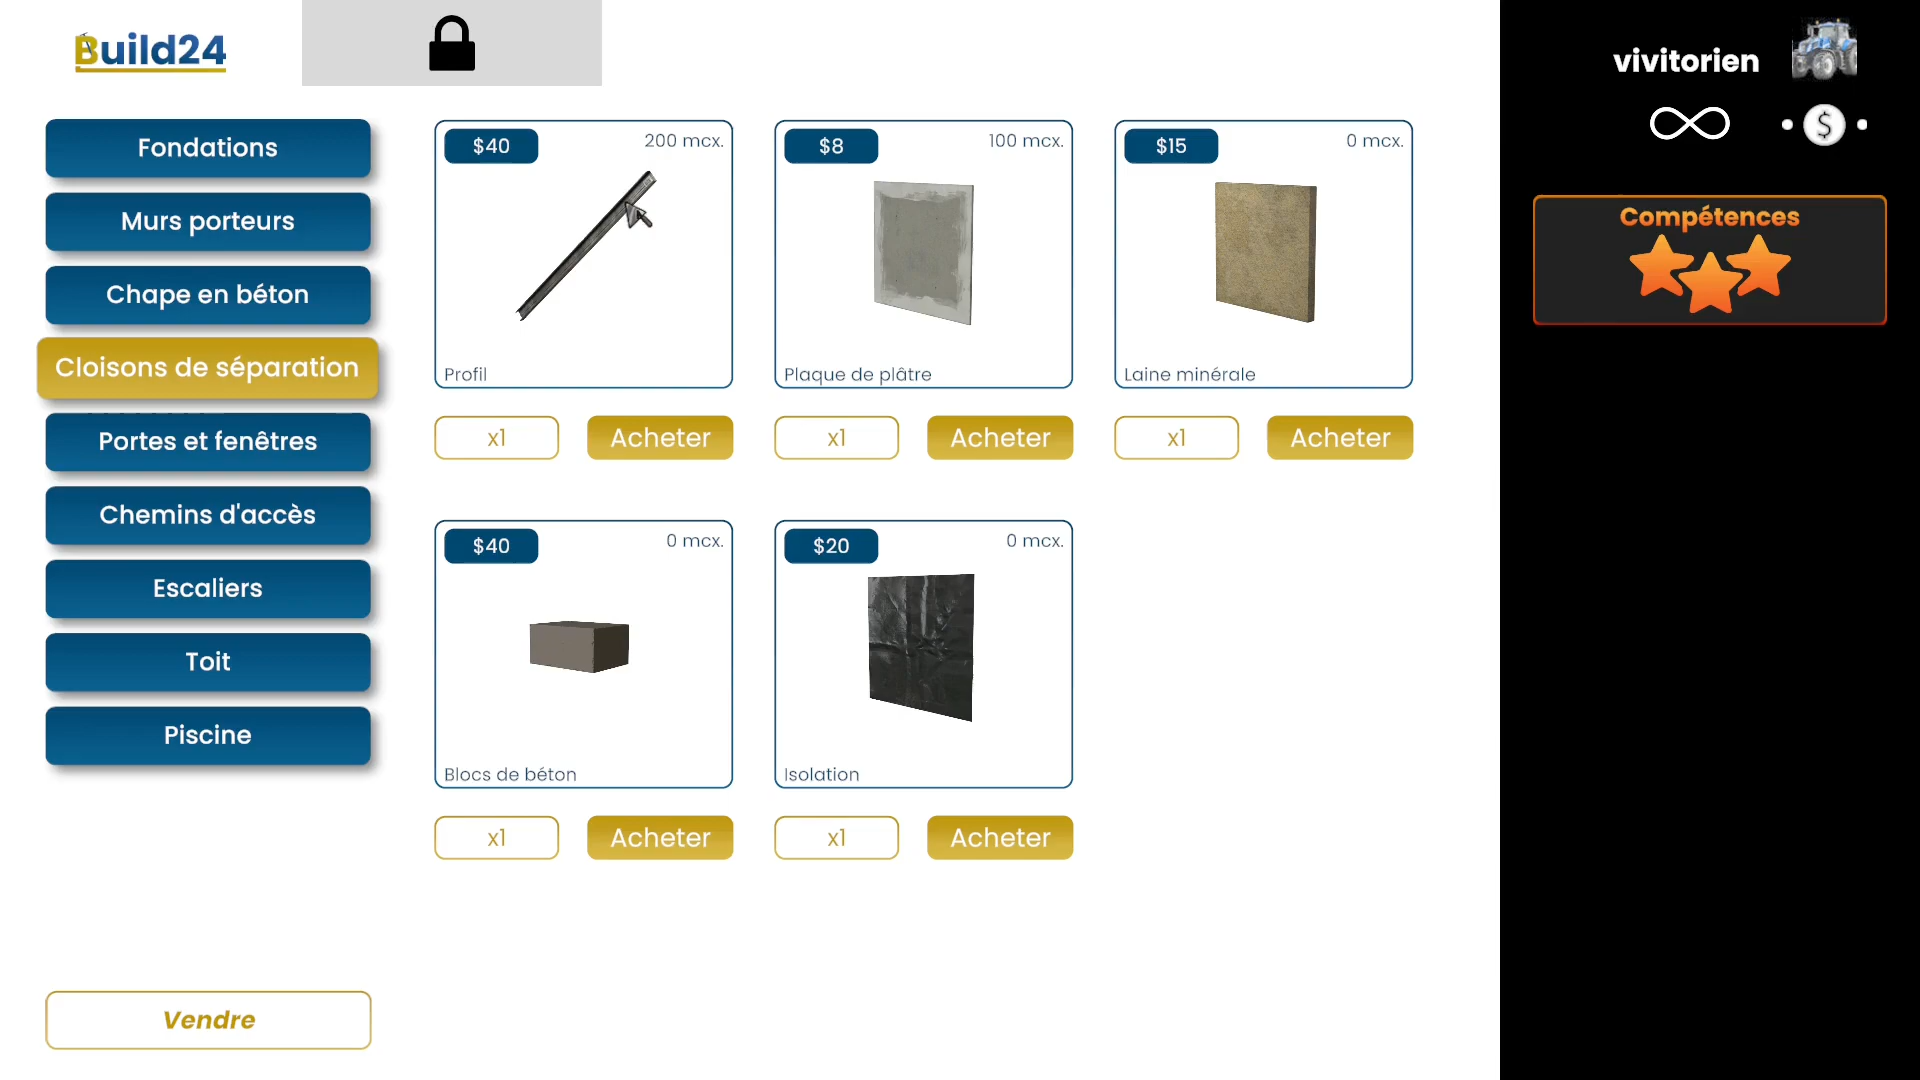 Build24
vivitorien
Fondations
Murs porteurs
Chape en béton
Cloisons de séparation
Portes et fenêtres
Chemins d'accès
Escaliers
Toit
Piscine
Vendre
$40
200 mcx.
Profil
x1
Acheter
$8
100 mcx.
Plaque de plâtre
x1
Acheter
$15
0 mcx.
Laine minérale
x1
Acheter
$40
0 mcx.
Blocs de béton
x1
Acheter
$20
0 mcx.
Isolation
x1
Acheter
$
Compétences